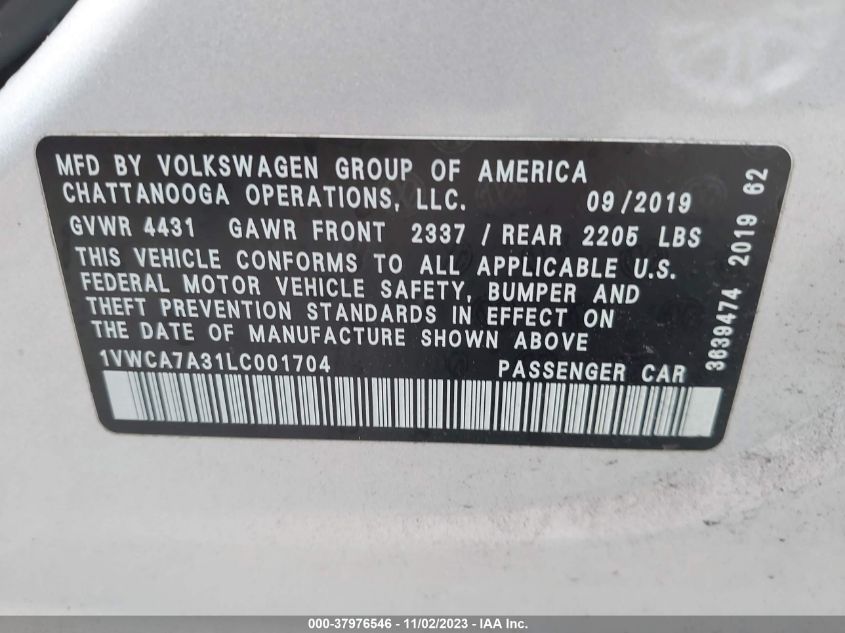 MFD BY VOLKSWAGEN GROUP OF AMERICA
CHATTANOOGA OPERATIONS, LLC. 09/2019
GVWR 4431 GAWR FRONT 2337 / REAR 2205 LBS
THIS VEHICLE CONFORMS TO ALL APPLICABLE U.S.
FEDERAL MOTOR VEHICLE SAFETY, BUMPER AND
THEFT PREVENTION STANDARDS IN EFFECT ON
THE DATE OF MANUFACTURE SHOWN ABOVE
1VWCA7A31LC001704 PASSENGER CAR
3639474 2019 62
000-37976546 - 11/02/2023 - IAA Inc.